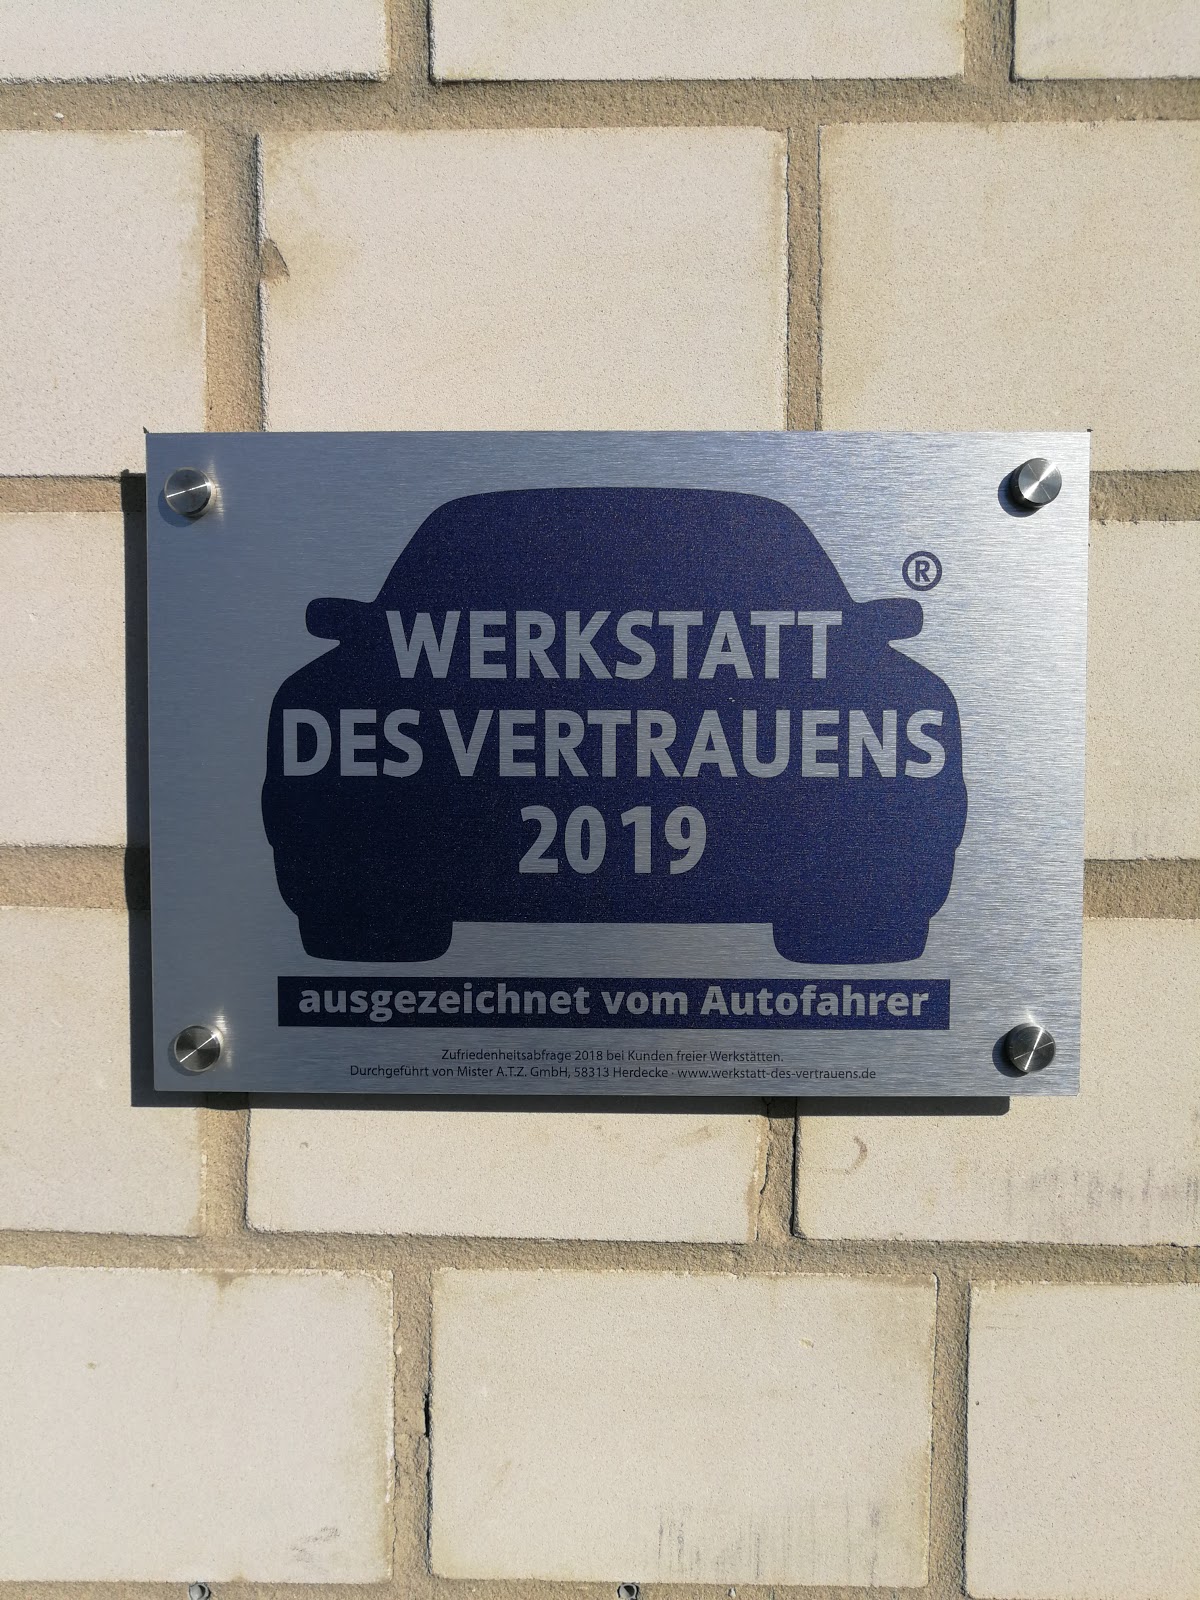 ®
WERKSTATT
DES VERTRAUENS
2019
ausgezeichnet vom Autofahrer
Zufriedenheitsabfrage 2018 bei Kunden freier Werkstätten.
Durchgeführt von Mister A.T.Z. GmbH, 58313 Herdecke · www.werkstatt-des-vertrauens.de